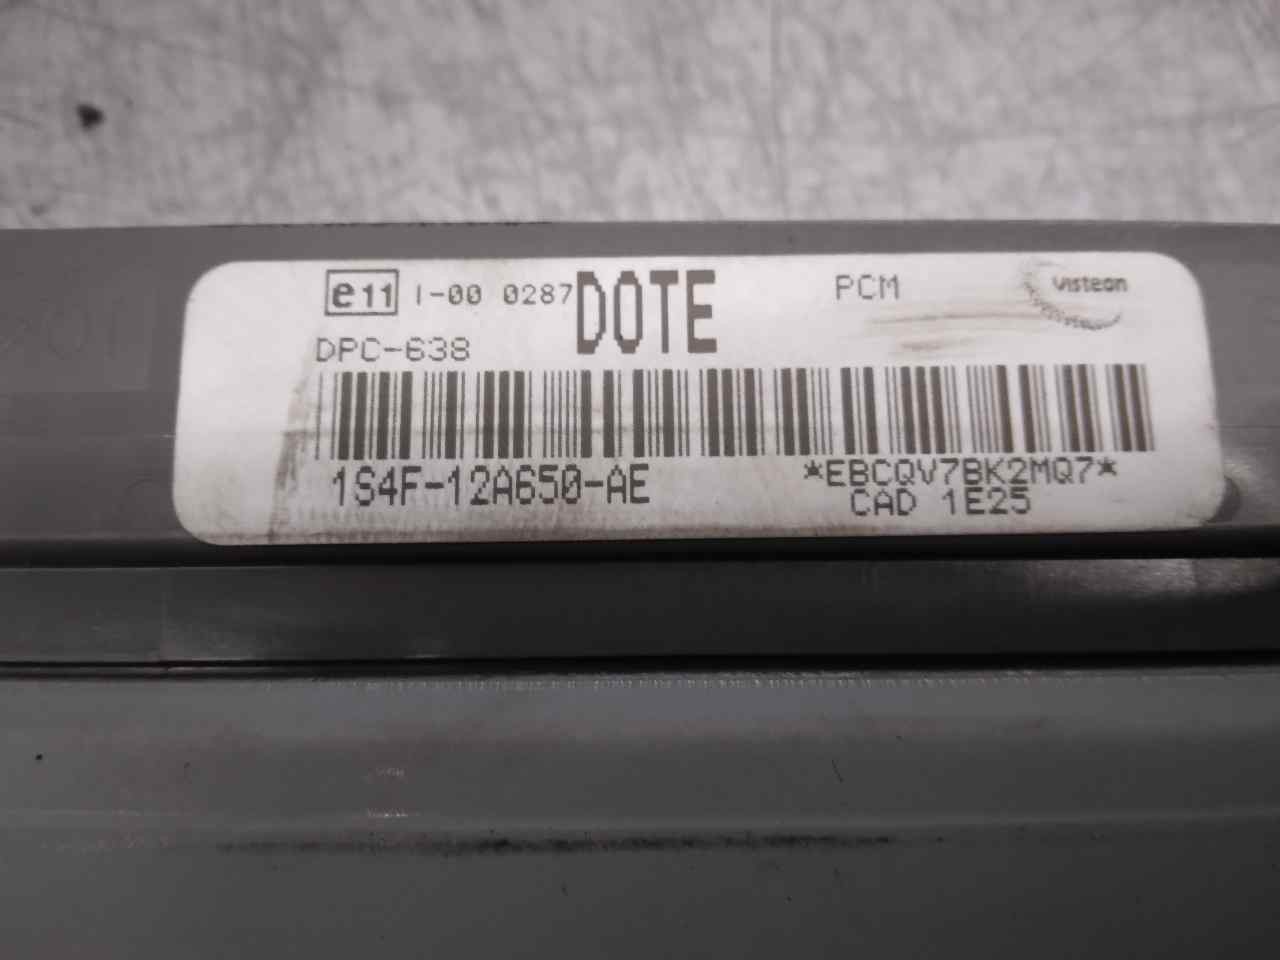 e11 I-00 0287 DOTE PCM Visteon
DPC-638
1S4F-12A650-AE *EBCQV7BK2MQ7*
CAD 1E25